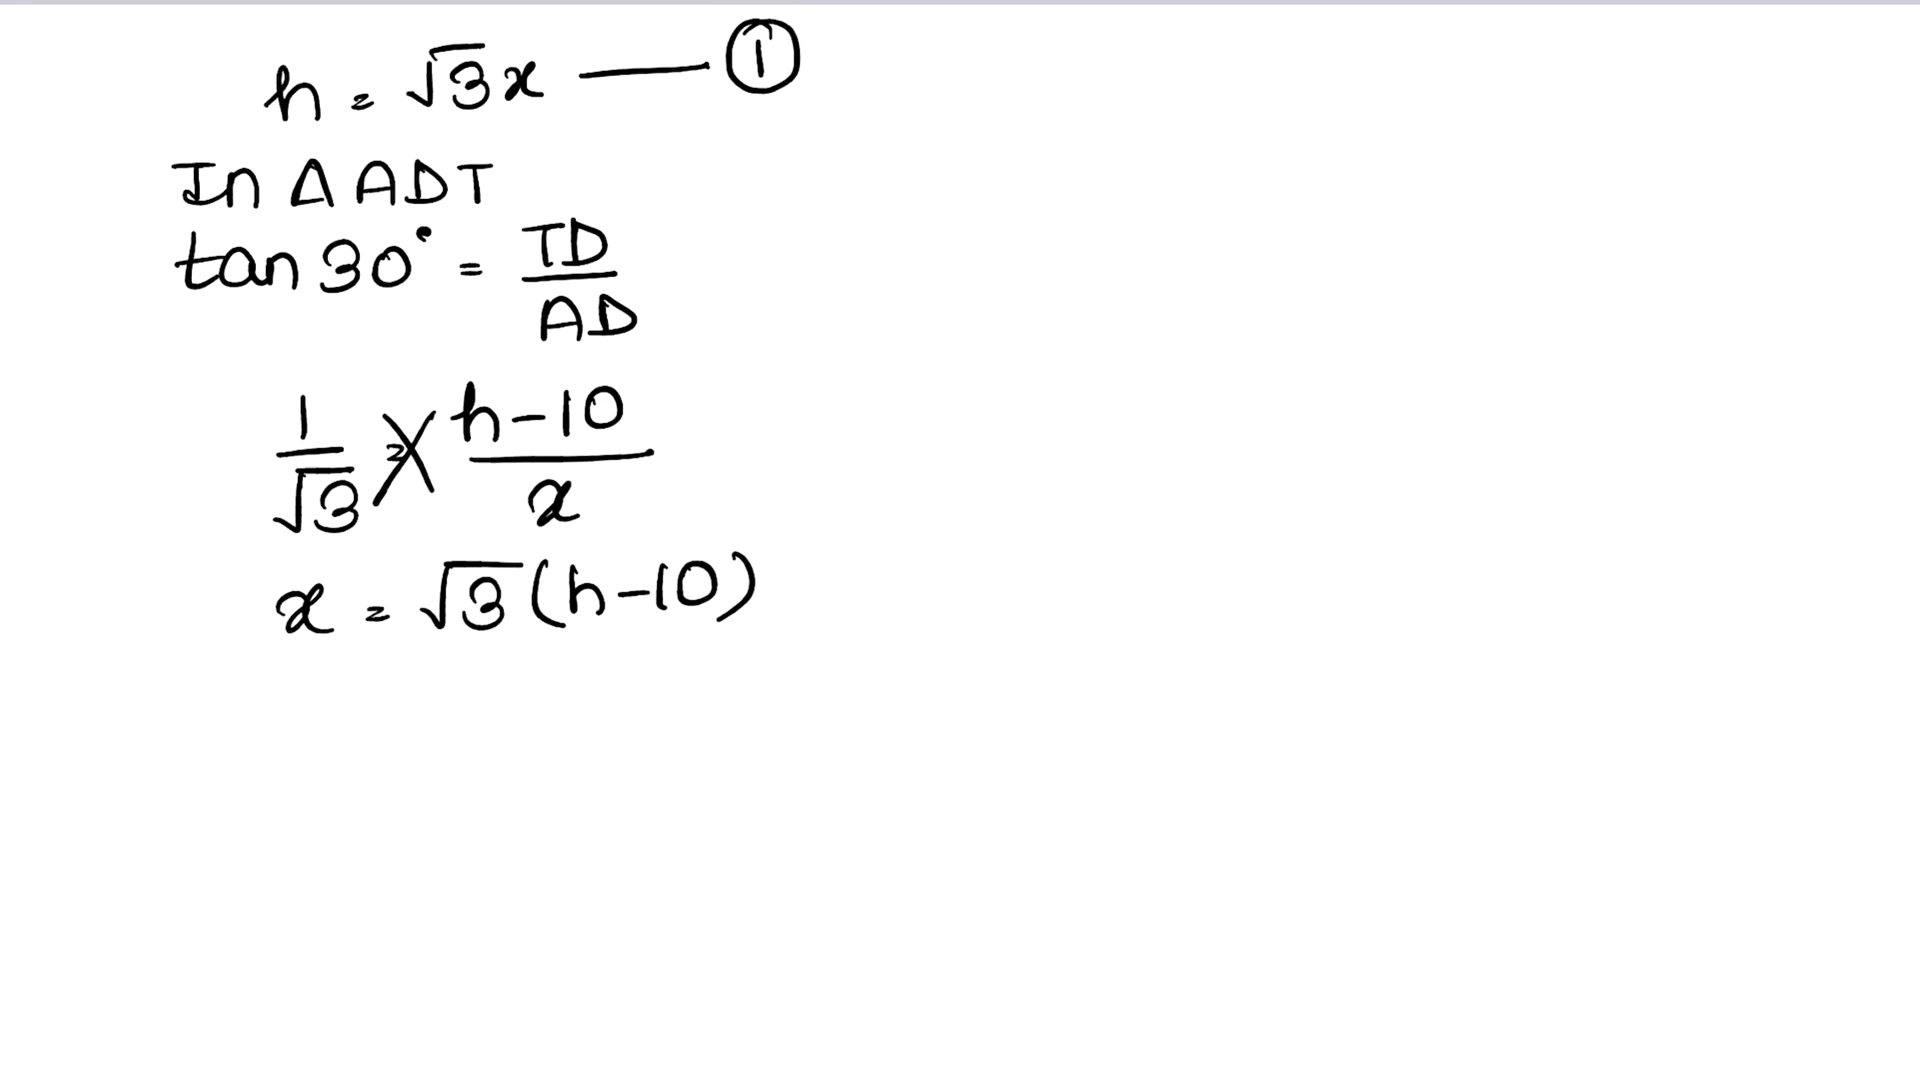 h = √3x —— ①
In Δ ADT
tan 30° = TD/AD
1/√3 = h-10/x
x = √3(h-10)